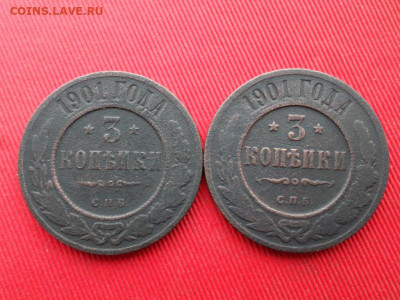 COINS.LAVE.RU
1901 ГОДА
* 3 *
КОПѢЙКИ
С.П.Б.
1901 ГОДА
* 3 *
КОПѢЙКИ
С.П.Б.